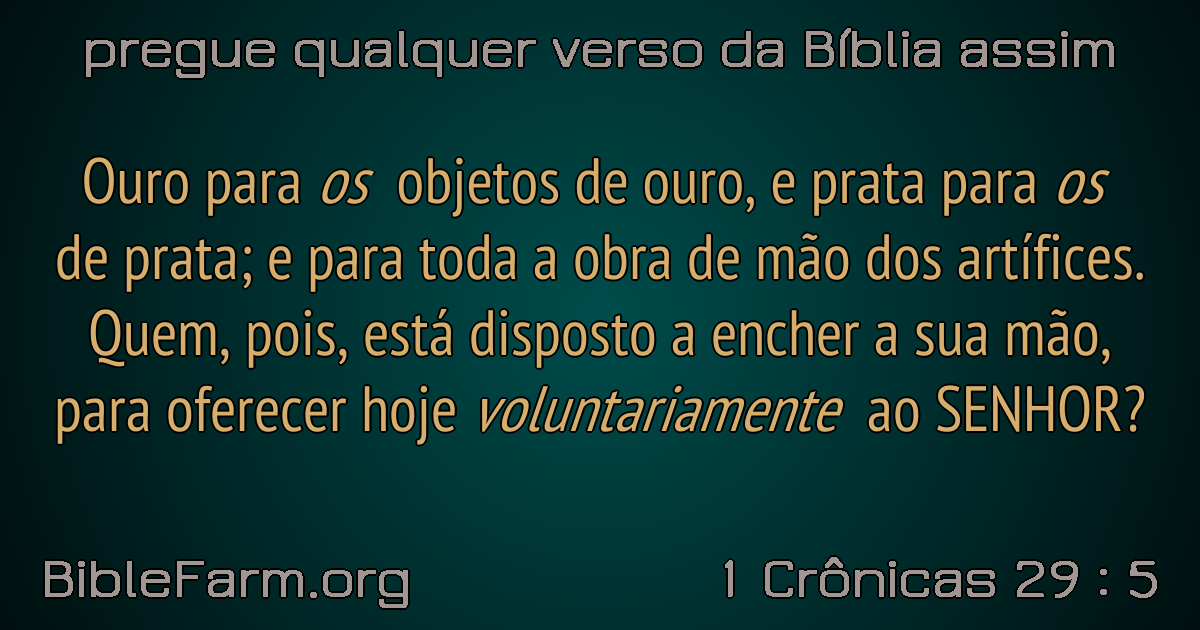 pregue qualquer verso da Bíblia assim
Ouro para os objetos de ouro, e prata para os
de prata; e para toda a obra de mão dos artífices.
Quem, pois, está disposto a encher a sua mão,
para oferecer hoje voluntariamente ao SENHOR?
BibleFarm.org
1 Crônicas 29 : 5